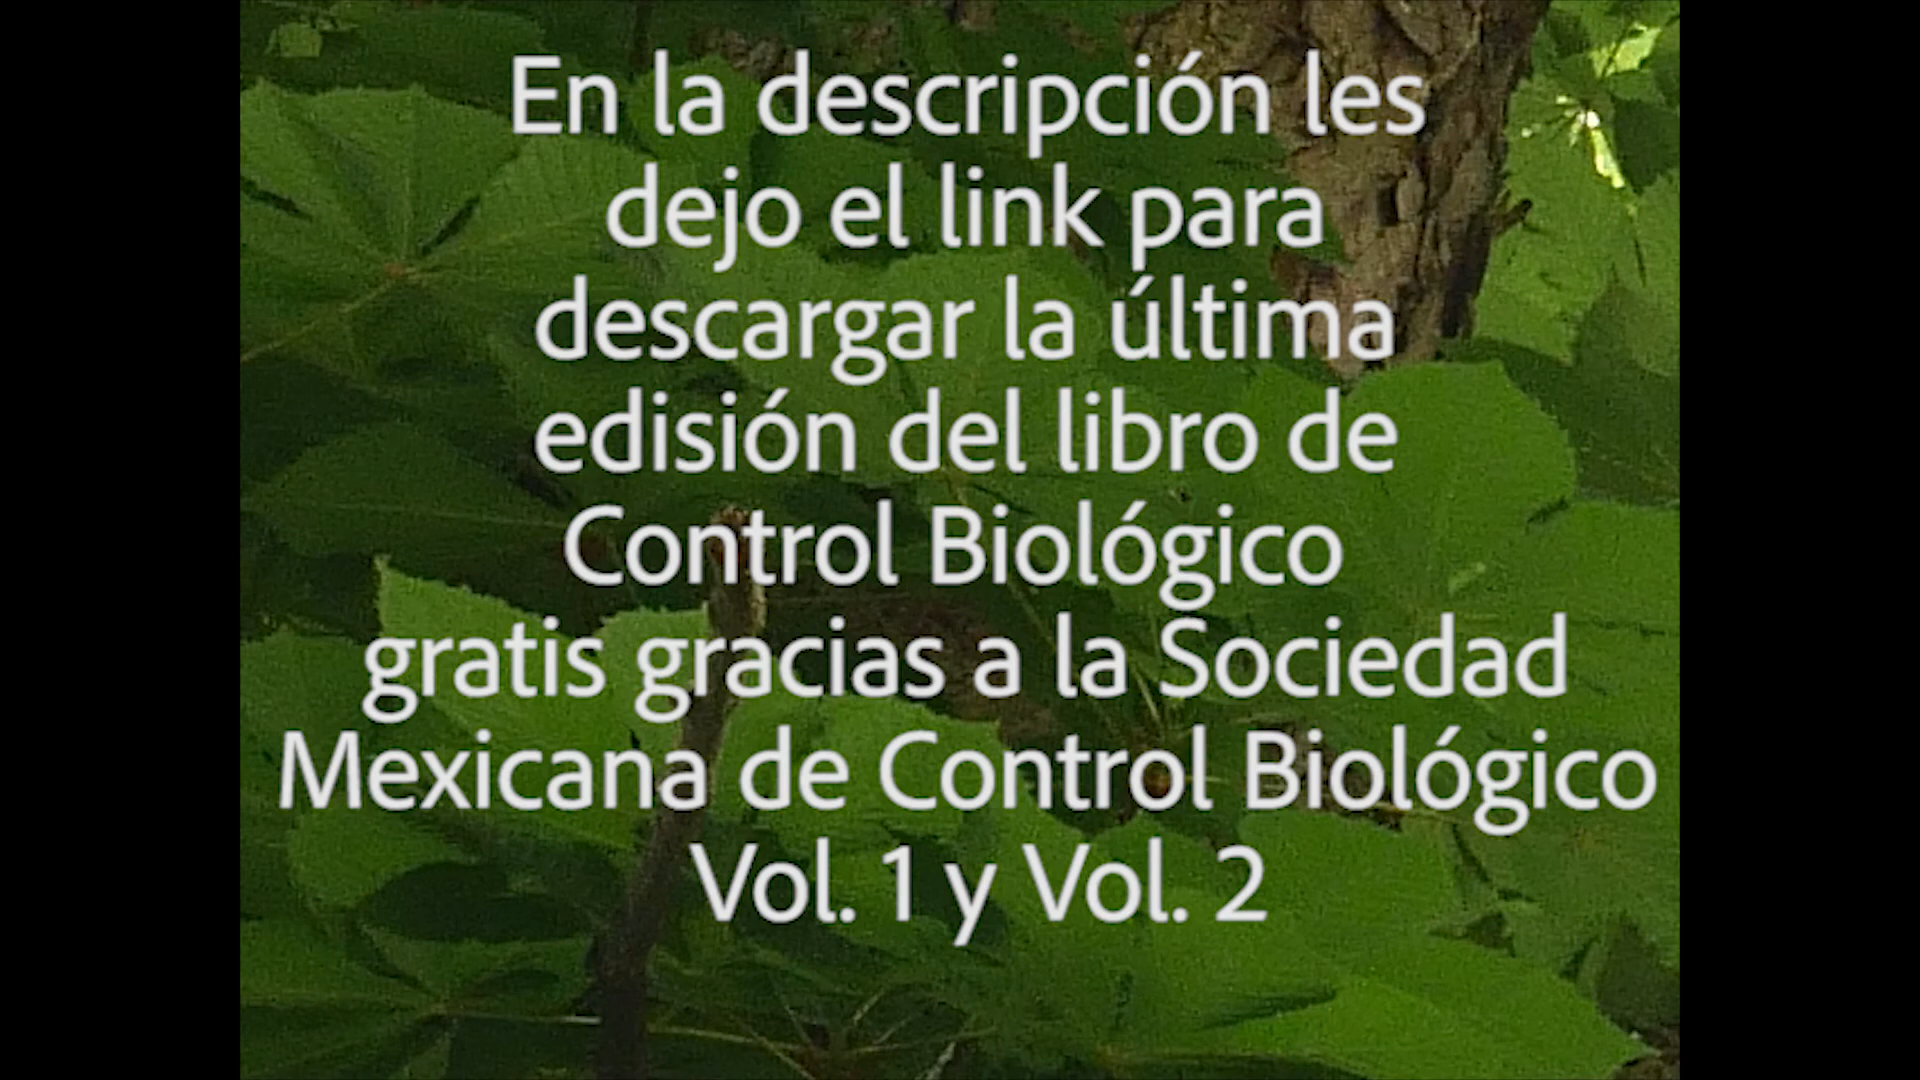 En la descripción les
dejo el link para
descargar la última
edisión del libro de
Control Biológico
gratis gracias a la Sociedad
Mexicana de Control Biológico
Vol. 1 y Vol. 2